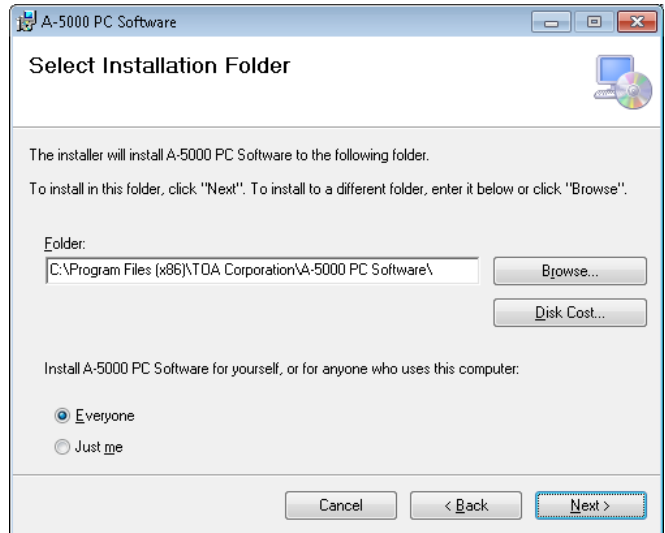 A-5000 PC Software
Select Installation Folder
The installer will install A-5000 PC Software to the following folder.
To install in this folder, click "Next". To install to a different folder, enter it below or click "Browse".
Folder:
C:\Program Files (x86)\TOA Corporation\A-5000 PC Software\
Browse...
Disk Cost...
Install A-5000 PC Software for yourself, or for anyone who uses this computer:
Everyone
Just me
Cancel
< Back
Next >